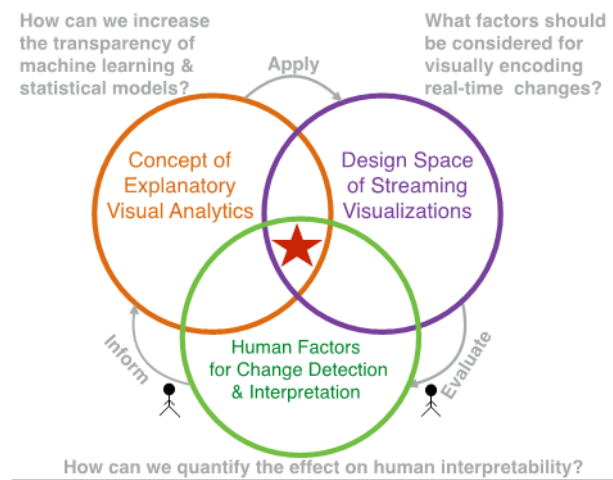 How can we increase
the transparency of
machine learning &
statistical models?
What factors should
be considered for
visually encoding
real-time changes?
Apply
Concept of
Explanatory
Visual Analytics
Design Space
of Streaming
Visualizations
Inform
Human Factors
for Change Detection
& Interpretation
Evaluate
How can we quantify the effect on human interpretability?